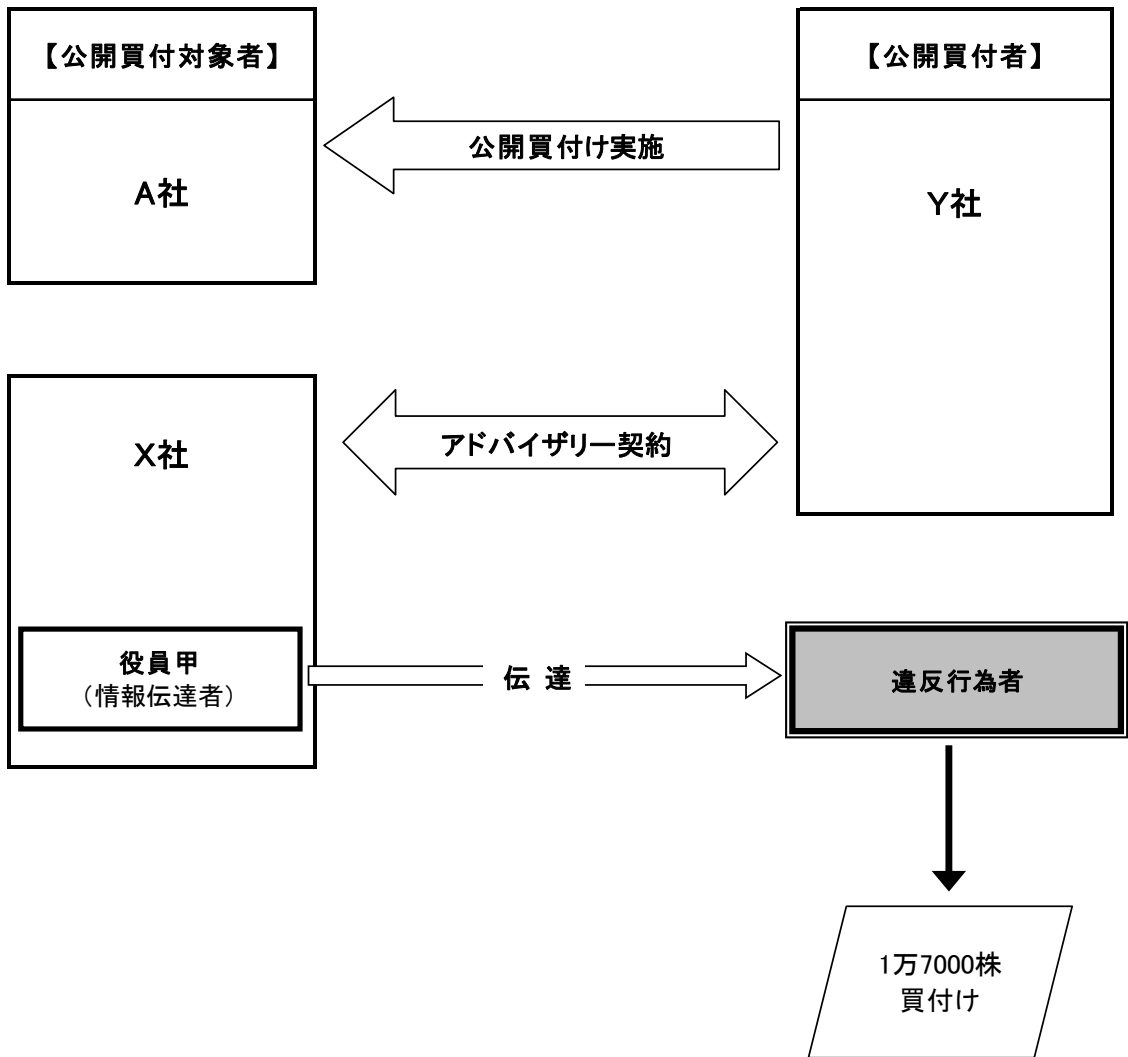 【公開買付対象者】
A社
【公開買付者】
Y社
公開買付け実施
X社
アドバイザリー契約
役員甲
（情報伝達者）
伝 達
違反行為者
1万7000株
買付け